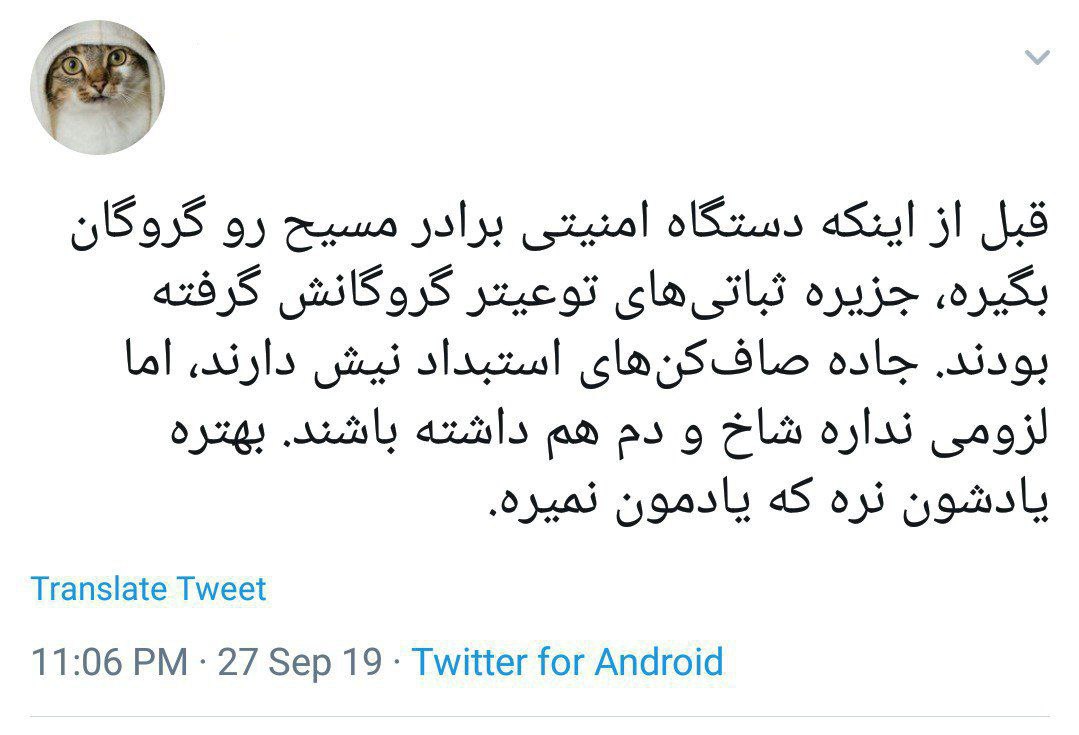 قبل از اینکه دستگاه امنیتی برادر مسیح رو گروگان
بگیره، جزیره ثباتی‌های توعیتر گروگانش گرفته
بودند. جاده صاف‌کن‌های استبداد نیش دارند، اما
لزومی نداره شاخ و دم هم داشته باشند. بهتره
یادشون نره که یادمون نمیره.
Translate Tweet
11:06 PM · 27 Sep 19 · Twitter for Android